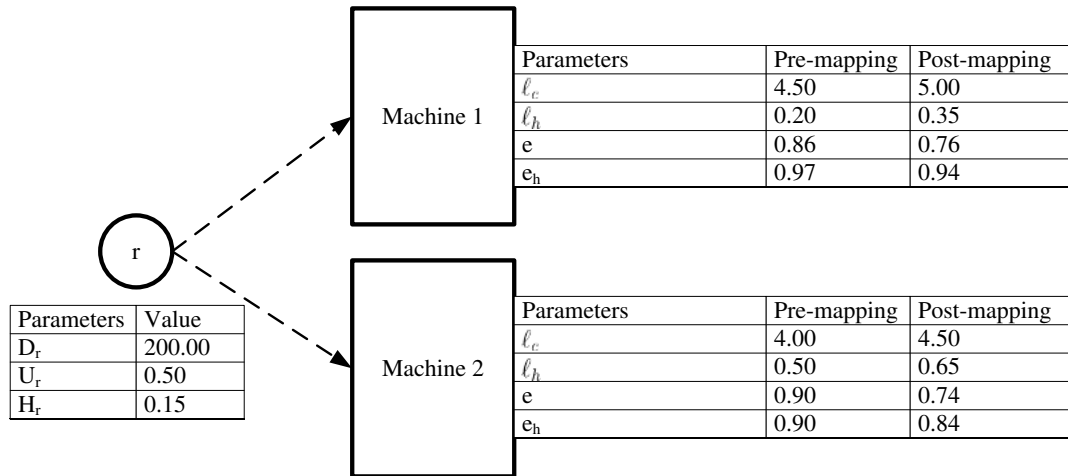 Parameters Pre-mapping Post-mapping
ℓc 4.50 5.00
ℓh 0.20 0.35
e 0.86 0.76
eh 0.97 0.94
Machine 1
r
Parameters Value
Dr 200.00
Ur 0.50
Hr 0.15
Machine 2
Parameters Pre-mapping Post-mapping
ℓc 4.00 4.50
ℓh 0.50 0.65
e 0.90 0.74
eh 0.90 0.84